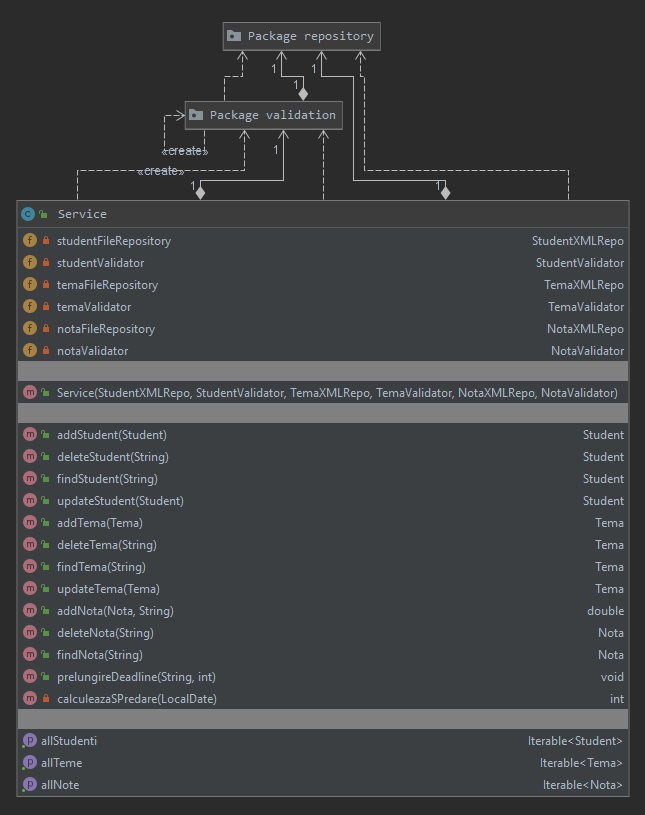 Package repository
1
1
1
Package validation
«create»
«create»
1
1
1
Service
studentFileRepository StudentXMLRepo
studentValidator StudentValidator
temaFileRepository TemaXMLRepo
temaValidator TemaValidator
notaFileRepository NotaXMLRepo
notaValidator NotaValidator
Service(StudentXMLRepo, StudentValidator, TemaXMLRepo, TemaValidator, NotaXMLRepo, NotaValidator)
addStudent(Student) Student
deleteStudent(String) Student
findStudent(String) Student
updateStudent(Student) Student
addTema(Tema) Tema
deleteTema(String) Tema
findTema(String) Tema
updateTema(Tema) Tema
addNota(Nota, String) double
deleteNota(String) Nota
findNota(String) Nota
prelungireDeadline(String, int) void
calculeazaSPredare(LocalDate) int
allStudenti Iterable<Student>
allTeme Iterable<Tema>
allNote Iterable<Nota>